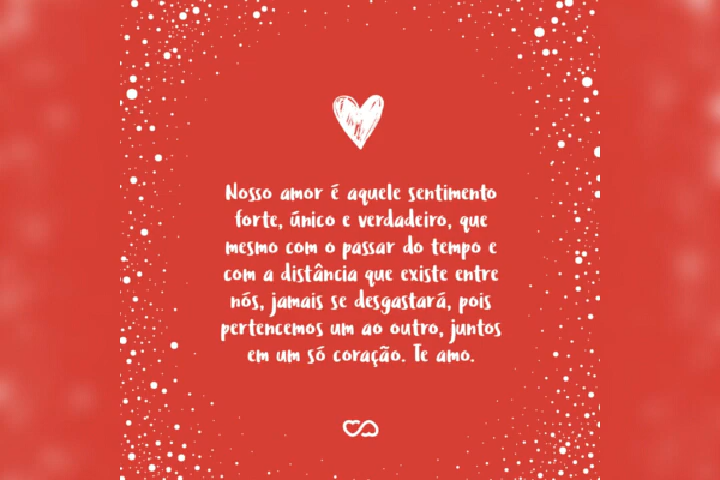 Nosso amor é aquele sentimento
forte, único e verdadeiro, que
mesmo com o passar do tempo e
com a distância que existe entre
nós, jamais se desgastará, pois
pertencemos um ao outro, juntos
em um só coração. Te amo.